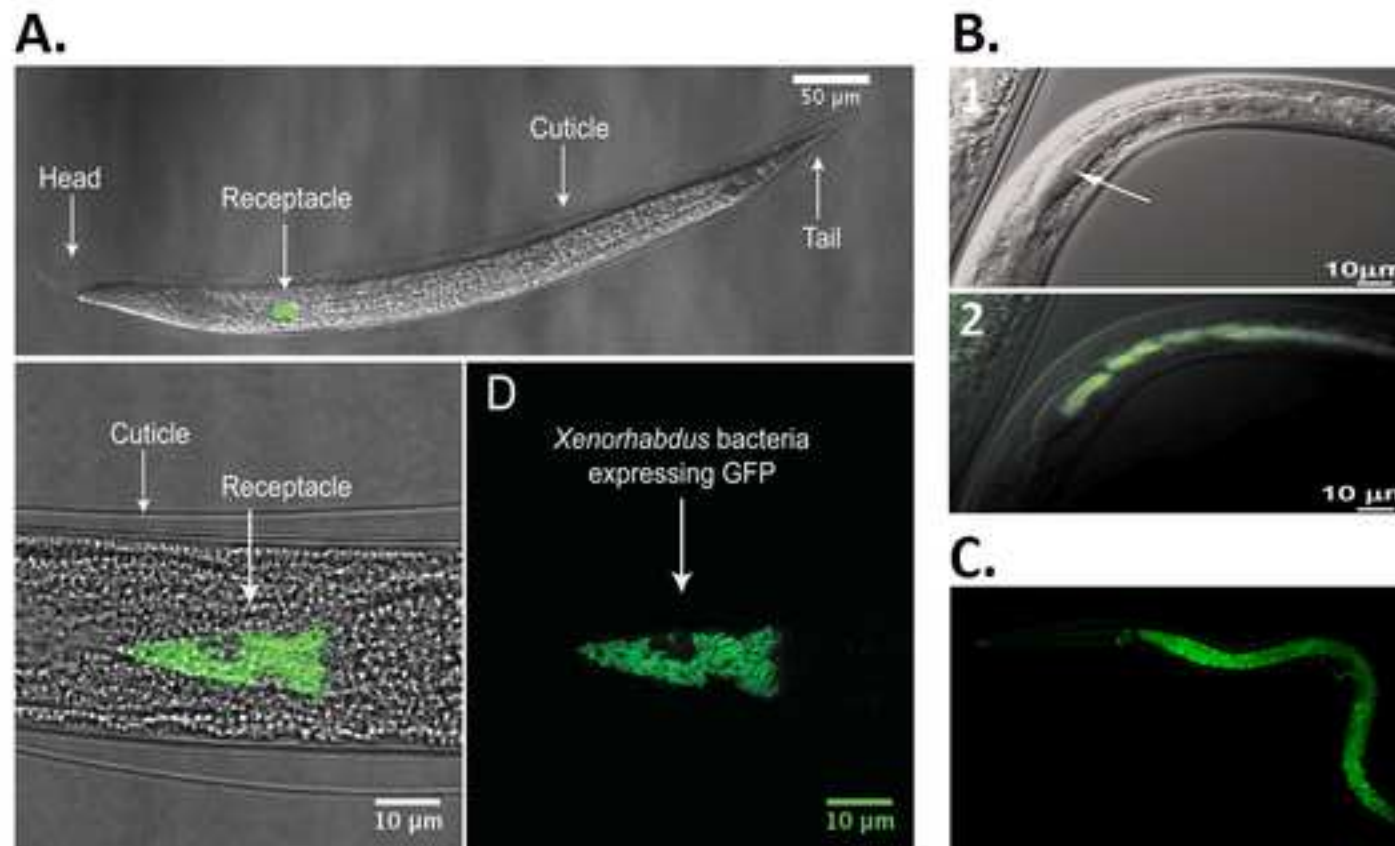 A.
50 μm
Cuticle
Head
Receptacle
Tail
Cuticle
Receptacle
10 μm
D
Xenorhabdus bacteria
expressing GFP
10 μm
B.
1
10μm
2
10 μm
C.